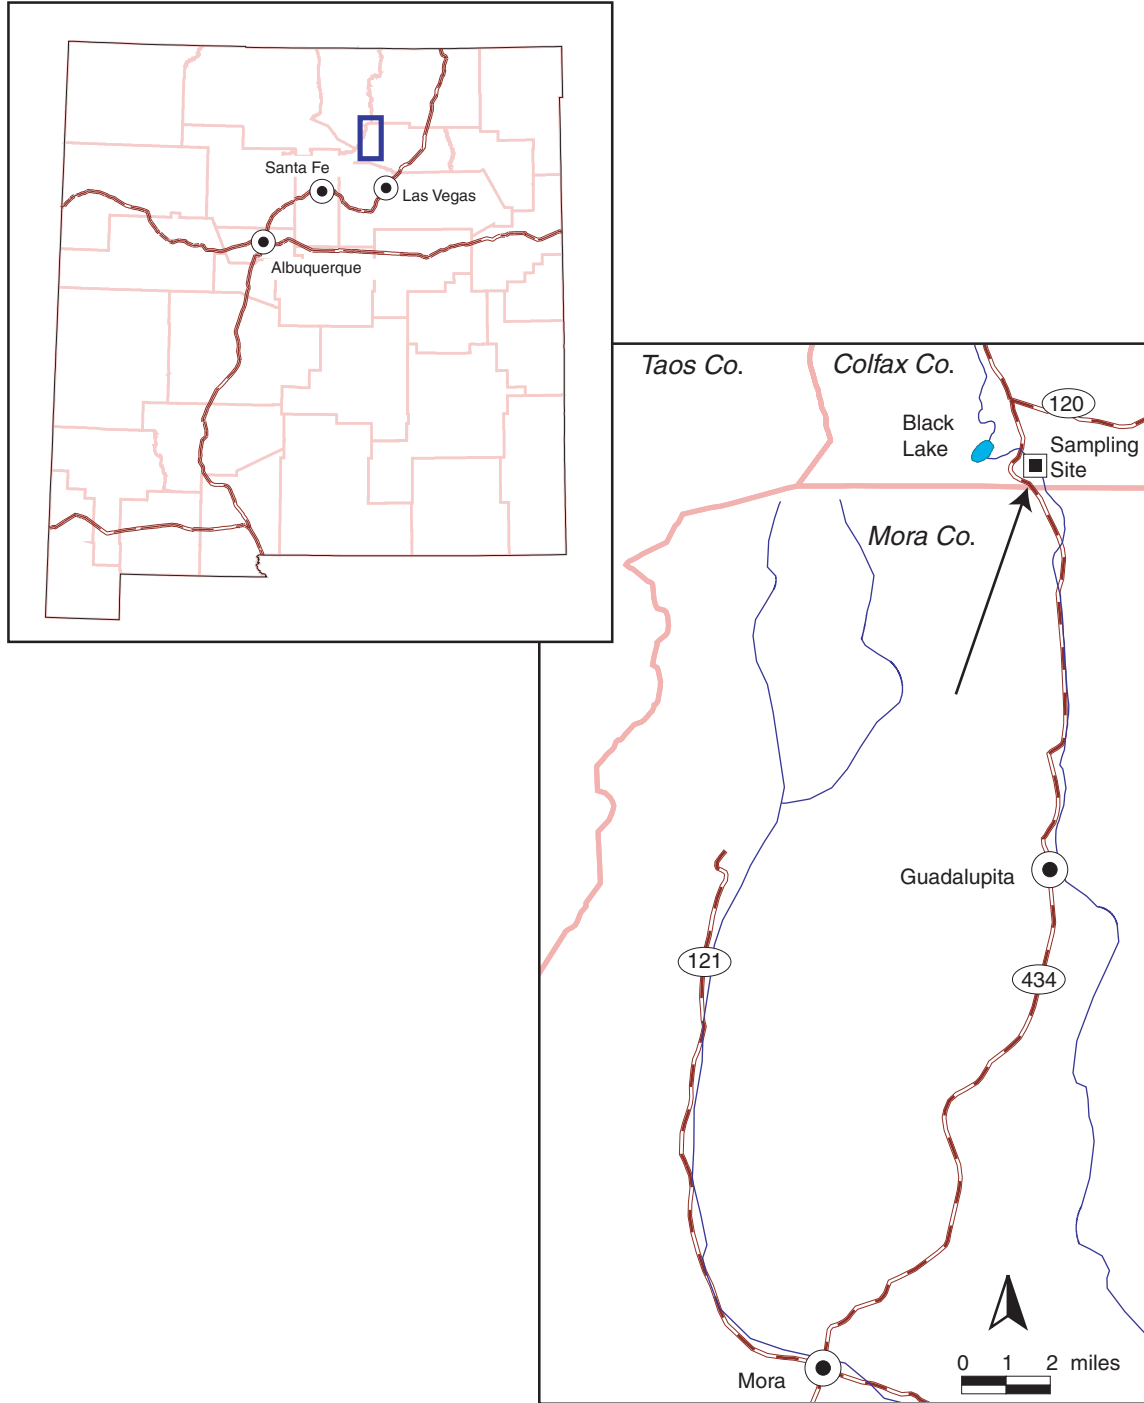 Santa Fe
Las Vegas
Albuquerque
Taos Co.
Colfax Co.
120
Black
Lake
Sampling
Site
Mora Co.
Guadalupita
121
434
0 1 2 miles
Mora